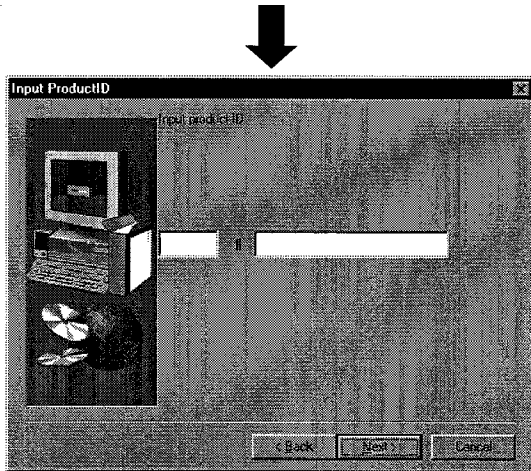 Input ProductID
Input product ID
< Back
Next >
Cancel